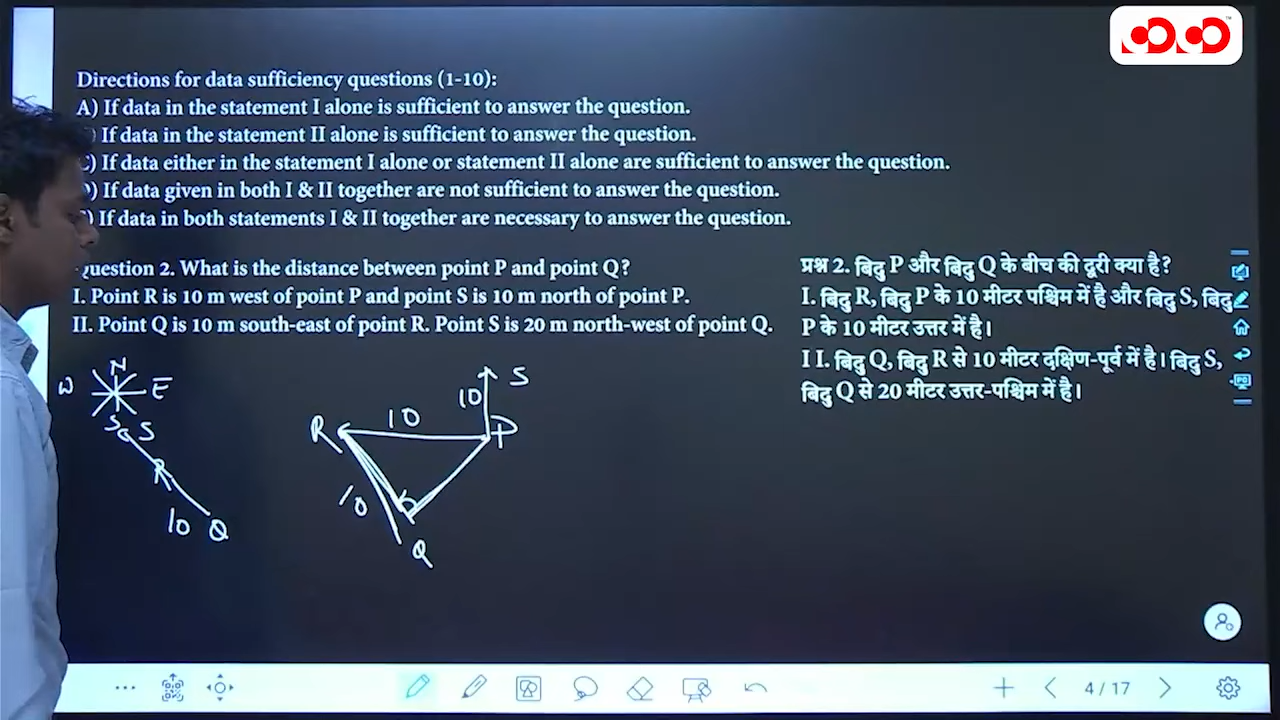 Directions for data sufficiency questions (1-10):
A) If data in the statement I alone is sufficient to answer the question.
) If data in the statement II alone is sufficient to answer the question.
C) If data either in the statement I alone or statement II alone are sufficient to answer the question.
D) If data given in both I & II together are not sufficient to answer the question.
) If data in both statements I & II together are necessary to answer the question.
Question 2. What is the distance between point P and point Q?
I. Point R is 10 m west of point P and point S is 10 m north of point P.
II. Point Q is 10 m south-east of point R. Point S is 20 m north-west of point Q.
प्रश्न 2. बिंदु P और बिंदु Q के बीच की दूरी क्या है?
I. बिंदु R, बिंदु P के 10 मीटर पश्चिम में है और बिंदु S, बिंदु
P के 10 मीटर उत्तर में है।
II. बिंदु Q, बिंदु R से 10 मीटर दक्षिण-पूर्व में है। बिंदु S,
बिंदु Q से 20 मीटर उत्तर-पश्चिम में है।
N
W E
S S
R
10 Q
S
10
R 10 P
10
Q
4 / 17